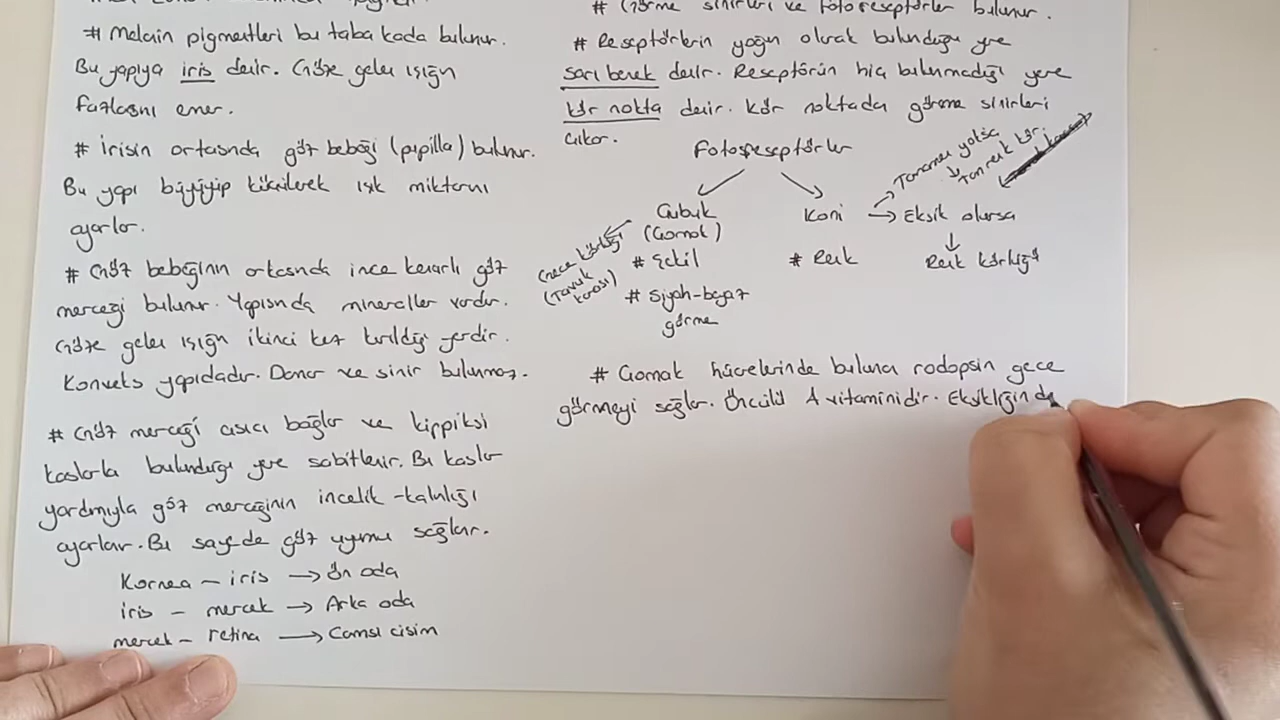 # Melanin pigmentleri bu tabakada bulunur.
Bu yapıya iris denir. Göze gelen ışığın
fazlasını emer.
# İrisin ortasında göz bebeği (pupilla) bulunur.
Bu yapı büyüyüp küçülerek ışık miktarını
ayarlar.
# Göz bebeğinin ortasında ince kenarlı göz
merceği bulunur. Yapısında mineraller vardır.
Göze gelen ışığın ikinci kez kırıldığı yerdir.
Konveks yapıdadır. Damar ve sinir bulunmaz.
# Göz merceği asıcı bağlar ve kirpiksi
kaslarla bulunduğu yere sabitlenir. Bu kaslar
yardımıyla göz merceğinin incelik-kalınlığı
ayarlar. Bu sayede göz uyumu sağlar.
Kornea - iris → Ön oda
iris - mercek → Arka oda
mercek - retina → Camsı cisim
# Görme sinirleri ve fotoreseptörler bulunur.
# Reseptörlerin yoğun olarak bulunduğu yere
sarı benek denir. Reseptörün hiç bulunmadığı yere
kör nokta denir. Kör noktada görme sinirleri
çıkar.
Fotoreseptörler
Çubuk
(Çomak)
# Şekil
# Siyah-beyaz
görme
Gece körlüğü
(Tavuk
karası)
Koni
# Renk
→ Tamamen yoksa
↓ Tam renk körü
→ Eksik olursa
↓
Renk körlüğü
# Çomak hücrelerinde bulunan rodopsin gece
görmeyi sağlar. Öncülü A vitaminidir. Eksikliğinde